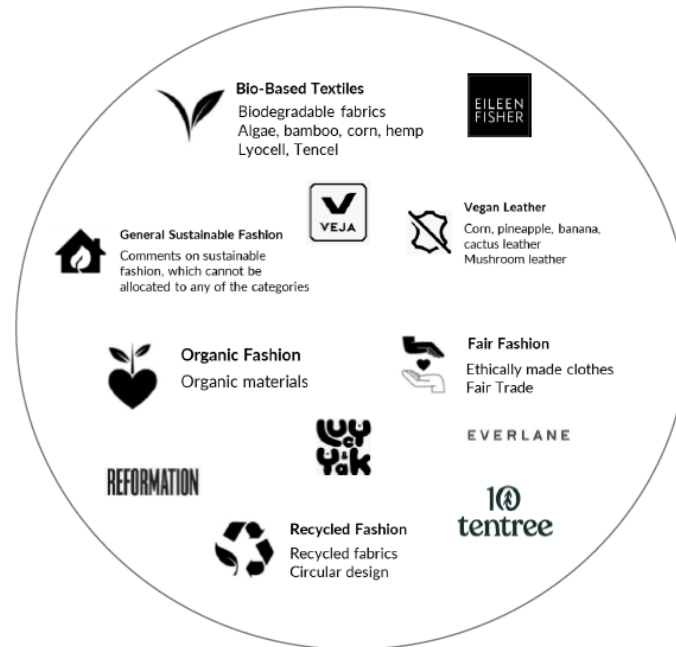 Bio-Based Textiles
Biodegradable fabrics
Algae, bamboo, corn, hemp
Lyocell, Tencel
EILEEN
FISHER
VEJA
General Sustainable Fashion
Comments on sustainable
fashion, which cannot be
allocated to any of the categories
Vegan Leather
Corn, pineapple, banana,
cactus leather
Mushroom leather
Organic Fashion
Organic materials
Fair Fashion
Ethically made clothes
Fair Trade
LUCY
&
YAK
EVERLANE
REFORMATION
10
tentree
Recycled Fashion
Recycled fabrics
Circular design